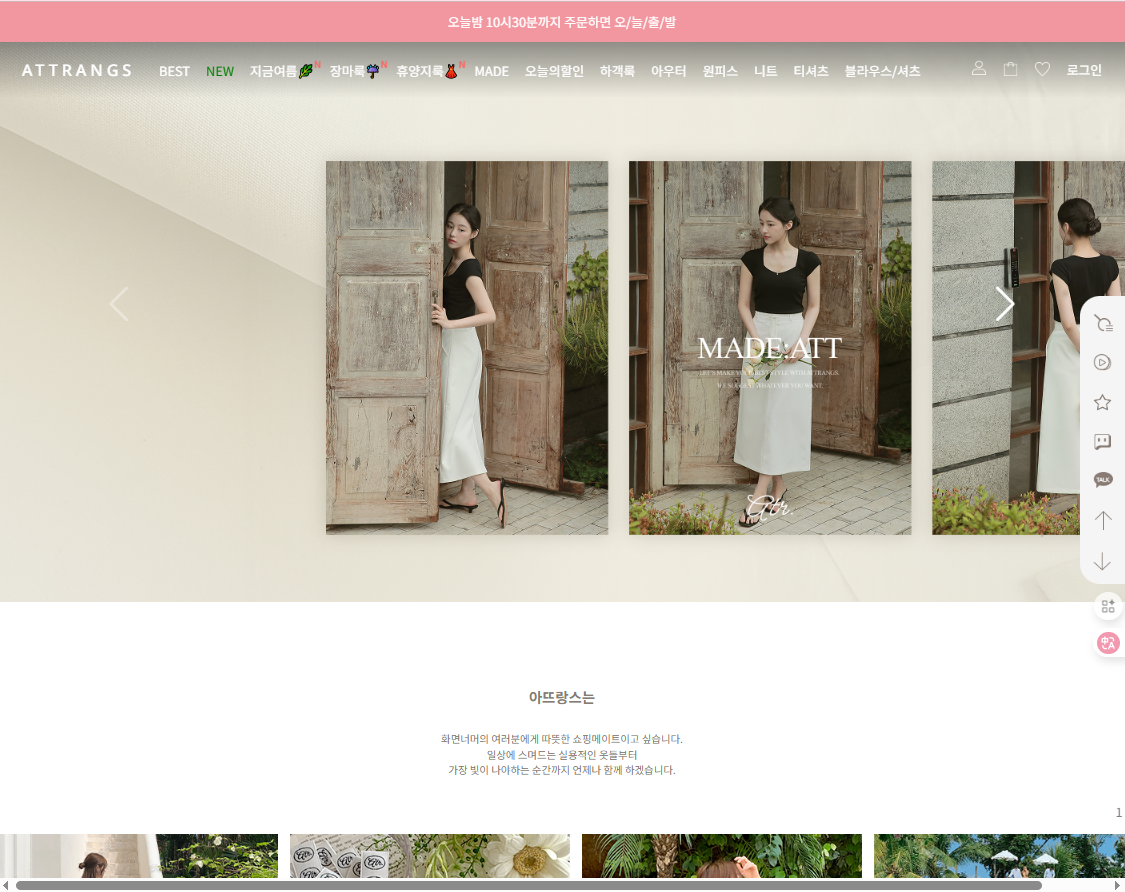 오늘밤 10시30분까지 주문하면 오/늘/출/발
ATTRANGS BEST NEW 지금여름 N 장마룩 N 휴양지룩 N MADE 오늘의할인 하객룩 아우터 원피스 니트 티셔츠 블라우스/셔츠 로그인
MADE:ATT
LET'S MAKE YOUR BEST STYLE WITH ATTRANGS.
WE SUGGEST WHATEVER YOU WANT.
Atr.
TALK
아뜨랑스는
화면너머의 여러분에게 따뜻한 쇼핑메이트이고 싶습니다.
일상에 스며드는 실용적인 옷들부터
가장 빛이 나아하는 순간까지 언제나 함께 하겠습니다.
1